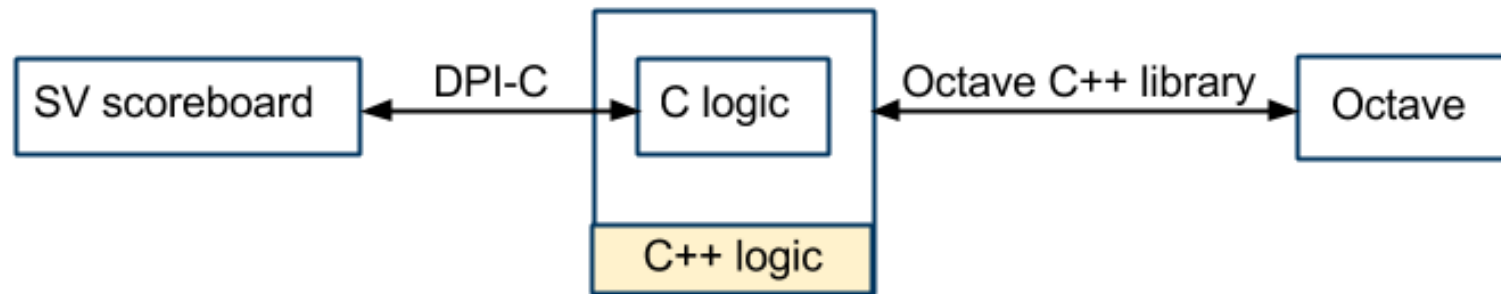 SV scoreboard
DPI-C
C logic
Octave C++ library
Octave
C++ logic